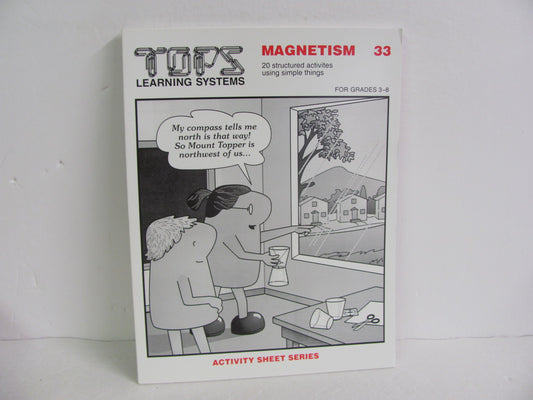 TOPS
LEARNING SYSTEMS
MAGNETISM 33
20 structured activites
using simple things
FOR GRADES 3-8
My compass tells me
north is that way!
So Mount Topper is
northwest of us...
ACTIVITY SHEET SERIES